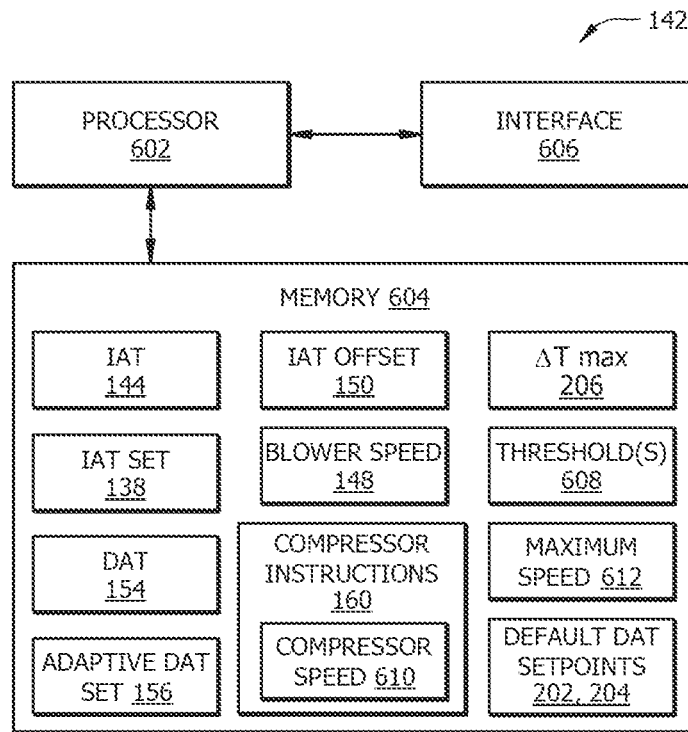 142
PROCESSOR
602
INTERFACE
606
MEMORY 604
IAT
144
IAT OFFSET
150
ΔT max
206
IAT SET
138
BLOWER SPEED
148
THRESHOLD(S)
608
DAT
154
COMPRESSOR
INSTRUCTIONS
160
MAXIMUM
SPEED 612
ADAPTIVE DAT
SET 156
COMPRESSOR
SPEED 610
DEFAULT DAT
SETPOINTS
202, 204